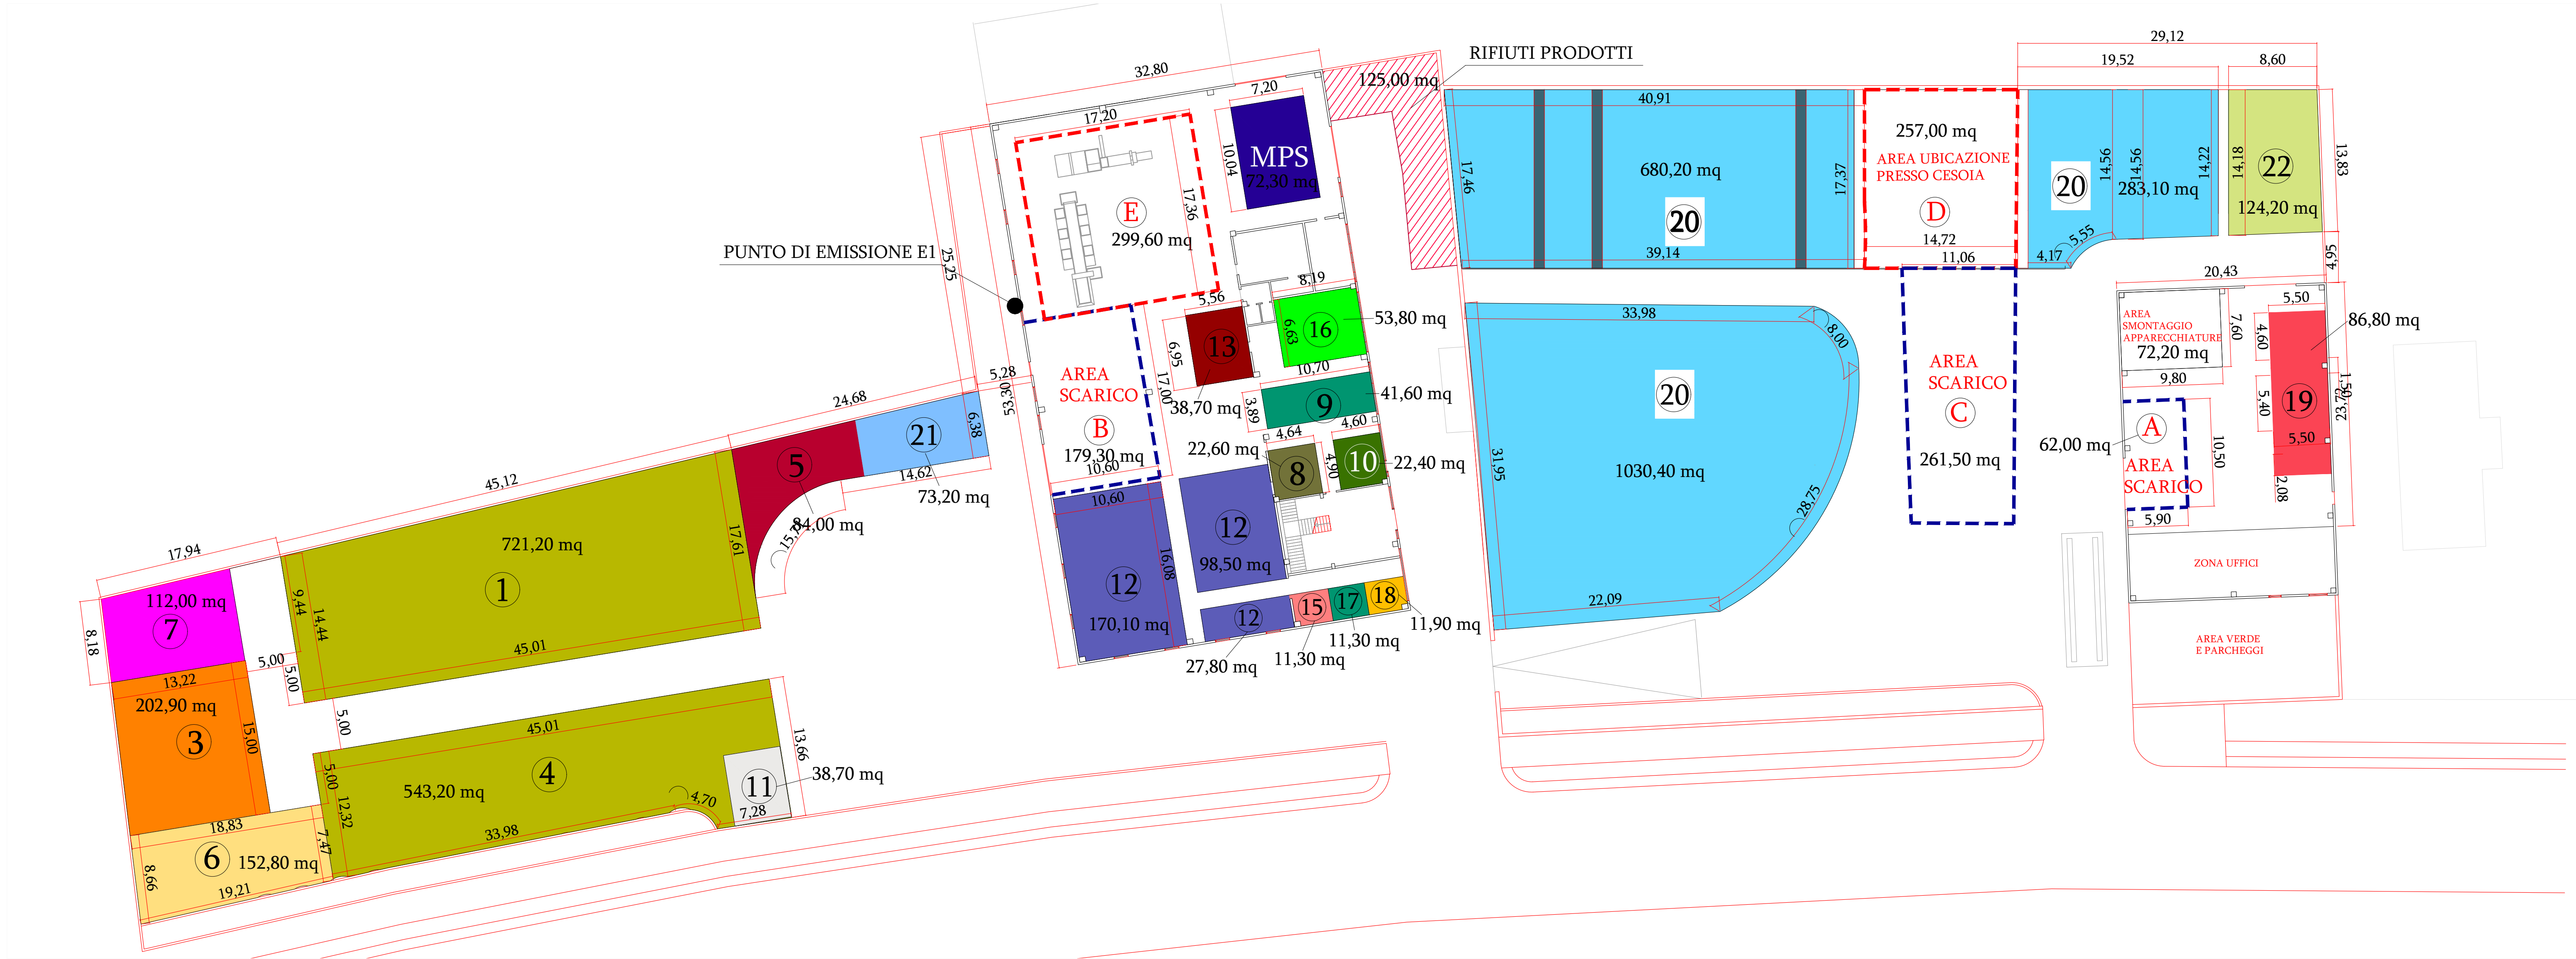 29,12
19,52
8,60
RIFIUTI PRODOTTI
32,80
7,20
125,00 mq
40,91
17,20
257,00 mq
AREA UBICAZIONE
PRESSO CESOIA
D
14,72
11,06
10,04
MPS
72,30 mq
17,46
680,20 mq
17,37
20
39,14
20
14,56
14,56
14,22
283,10 mq
14,18
22
124,20 mq
13,83
5,55
4,17
4,95
E
17,36
299,60 mq
PUNTO DI EMISSIONE E1
25,25
8,19
5,56
6,63
16
53,80 mq
13
6,95
38,70 mq
33,98
8,00
20,43
5,50
AREA
SMONTAGGIO
APPARECCHIATURE
72,20 mq
7,60
4,60
86,80 mq
9,80
5,28
53,30
AREA
SCARICO
B
179,30 mq
17,00
10,60
10,70
9
3,89
41,60 mq
AREA
SCARICO
C
261,50 mq
20
1030,40 mq
31,95
28,75
22,09
5,40
19
1,50
23,72
5,50
2,08
62,00 mq
A
AREA
SCARICO
10,50
5,90
24,68
6,38
21
14,62
73,20 mq
5
84,00 mq
45,12
17,61
721,20 mq
1
9,44
14,44
45,01
22,60 mq
4,64
4,60
8
4,90
10
22,40 mq
10,60
12
16,08
170,10 mq
12
98,50 mq
12
15
17
18
27,80 mq
11,30 mq
11,30 mq
11,90 mq
ZONA UFFICI
AREA VERDE
E PARCHEGGI
17,94
112,00 mq
7
8,18
5,00
5,00
13,22
202,90 mq
3
15,00
5,00
45,01
13,66
5,00
543,20 mq
4
12,32
11
38,70 mq
4,70
7,28
33,98
18,83
7,47
6
152,80 mq
8,66
19,21